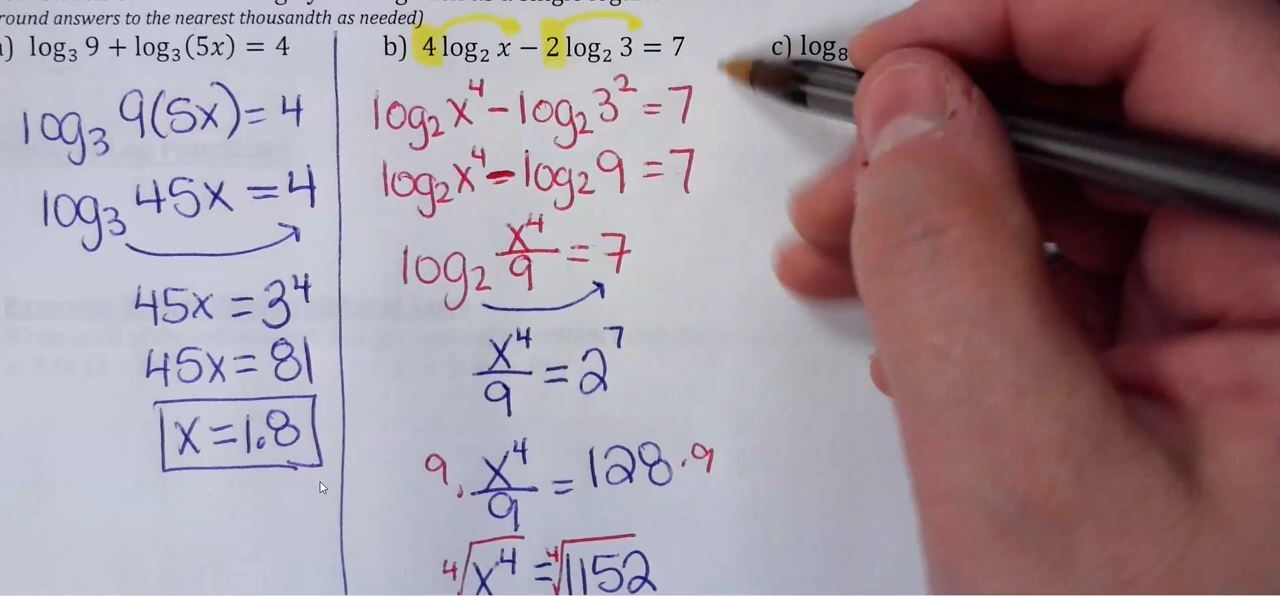 round answers to the nearest thousandth as needed)
) log₃ 9 + log₃(5x) = 4
log₃ 9(5x) = 4
log₃ 45x = 4
45x = 3⁴
45x = 81
x = 1.8
b) 4 log₂ x − 2 log₂ 3 = 7
log₂ x⁴ − log₂ 3² = 7
log₂ x⁴ − log₂ 9 = 7
log₂ x⁴/9 = 7
x⁴/9 = 2⁷
9 · x⁴/9 = 128 · 9
⁴√x⁴ = ⁴√1152
c) log₈